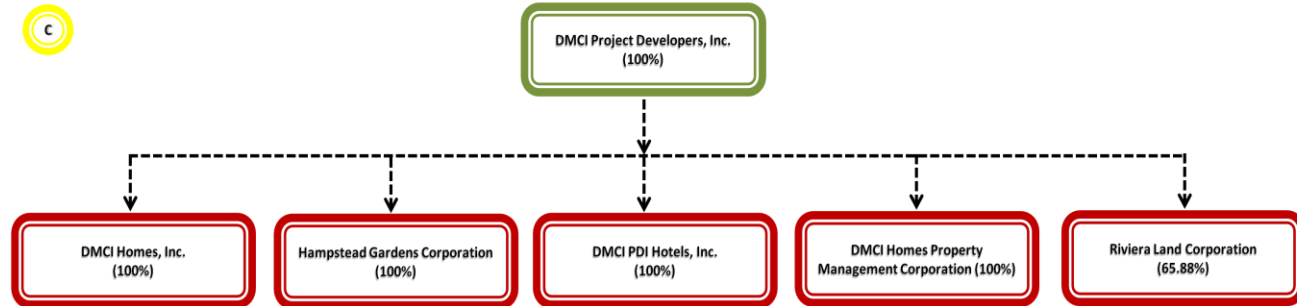 C
DMCI Project Developers, Inc.
(100%)
DMCI Homes, Inc.
(100%)
Hampstead Gardens Corporation
(100%)
DMCI PDI Hotels, Inc.
(100%)
DMCI Homes Property
Management Corporation (100%)
Riviera Land Corporation
(65.88%)